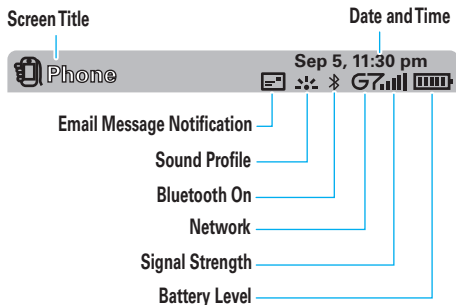 Screen Title
Date and Time
Sep 5, 11:30 pm
Phone
G7
Email Message Notification
Sound Profile
Bluetooth On
Network
Signal Strength
Battery Level